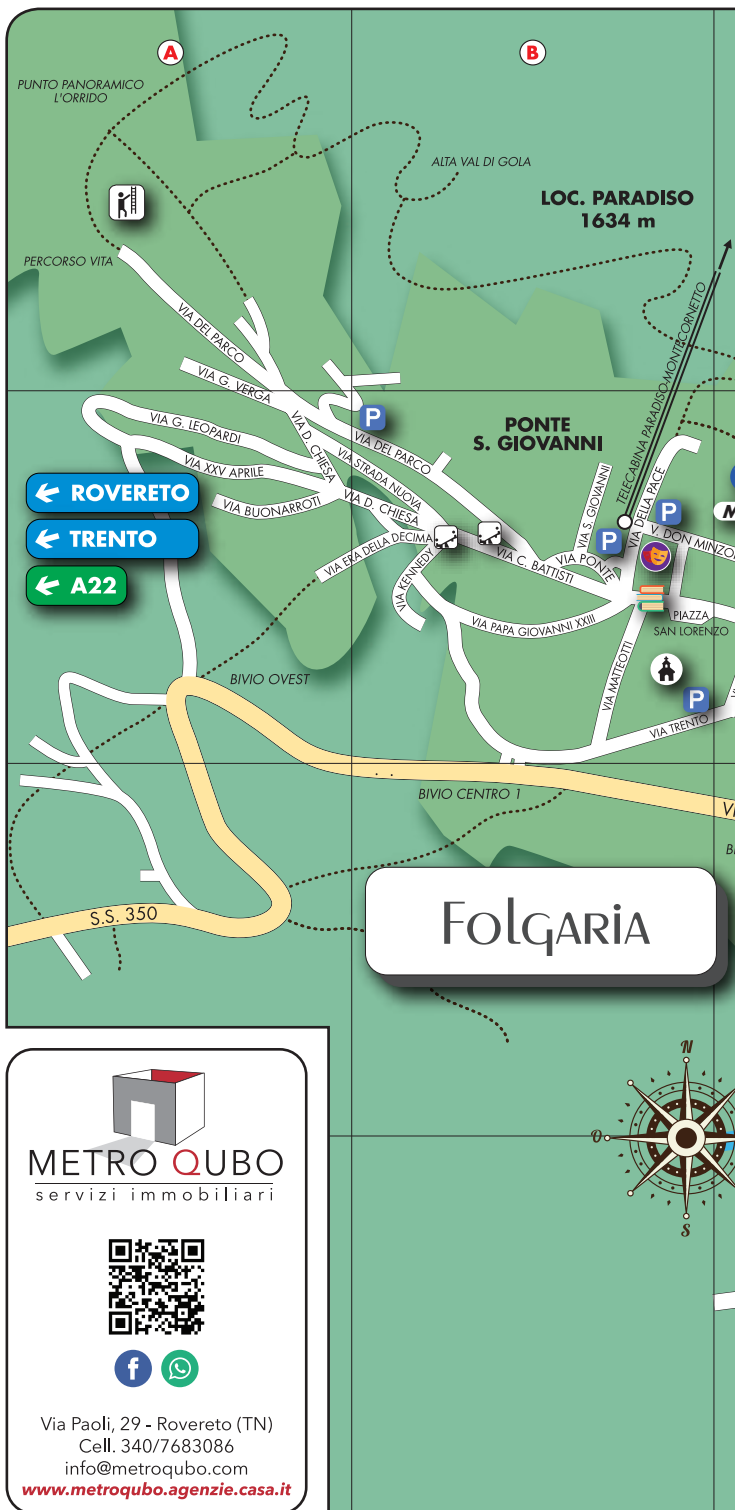 A
B
PUNTO PANORAMICO
L'ORRIDO
ALTA VAL DI GOLA
LOC. PARADISO
1634 m
PERCORSO VITA
TELECABINA PARADISO-MONTECORNETTO
VIA DEL PARCO
VIA G. VERGA
VIA G. LEOPARDI
VIA D. CHIESA
P
VIA DEL PARCO
PONTE
S. GIOVANNI
VIA STRADA NUOVA
VIA XXV APRILE
VIA BUONARROTI
VIA D. CHIESA
ROVERETO
TRENTO
A22
VIA S. GIOVANNI
VIA DELLA PACE
P
P
M
V. DON MINZO
VIA ERA DELLA DECIMA
VIA KENNEDY
VIA C. BATTISTI
VIA PONTE
VIA PAPA GIOVANNI XXIII
PIAZZA
SAN LORENZO
VIA MATTEOTTI
P
VIA TRENTO
BIVIO OVEST
BIVIO CENTRO 1
VI
S.S. 350
Folgaria
N
O
S
METRO QUBO
servizi immobiliari
f
Via Paoli, 29 - Rovereto (TN)
Cell. 340/7683086
info@metroqubo.com
www.metroqubo.agenzie.casa.it